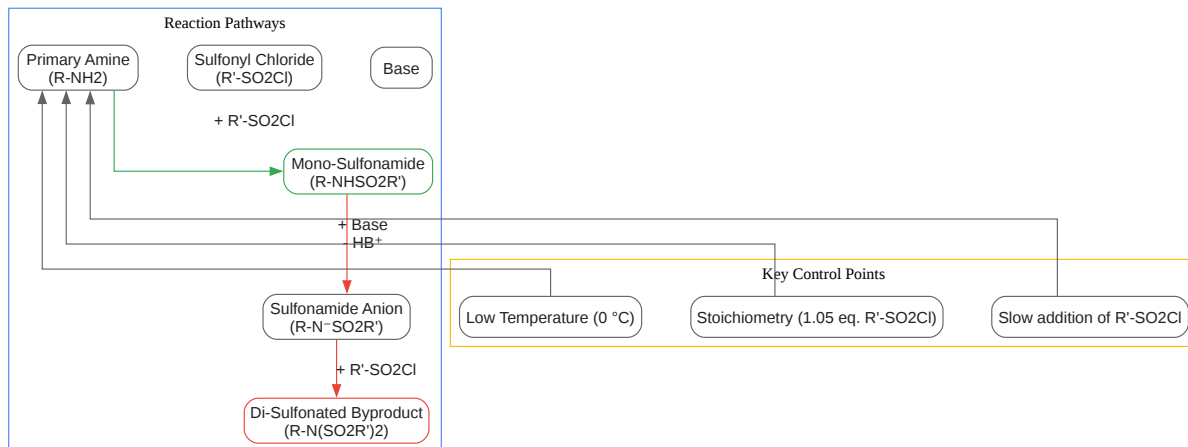 Reaction Pathways
Primary Amine
(R-NH2)
Sulfonyl Chloride
(R'-SO2Cl)
Base
+ R'-SO2Cl
Mono-Sulfonamide
(R-NHSO2R')
+ Base
- HB⁺
Key Control Points
Sulfonamide Anion
(R-N⁻SO2R')
Low Temperature (0 °C)
Stoichiometry (1.05 eq. R'-SO2Cl)
Slow addition of R'-SO2Cl
+ R'-SO2Cl
Di-Sulfonated Byproduct
(R-N(SO2R')2)